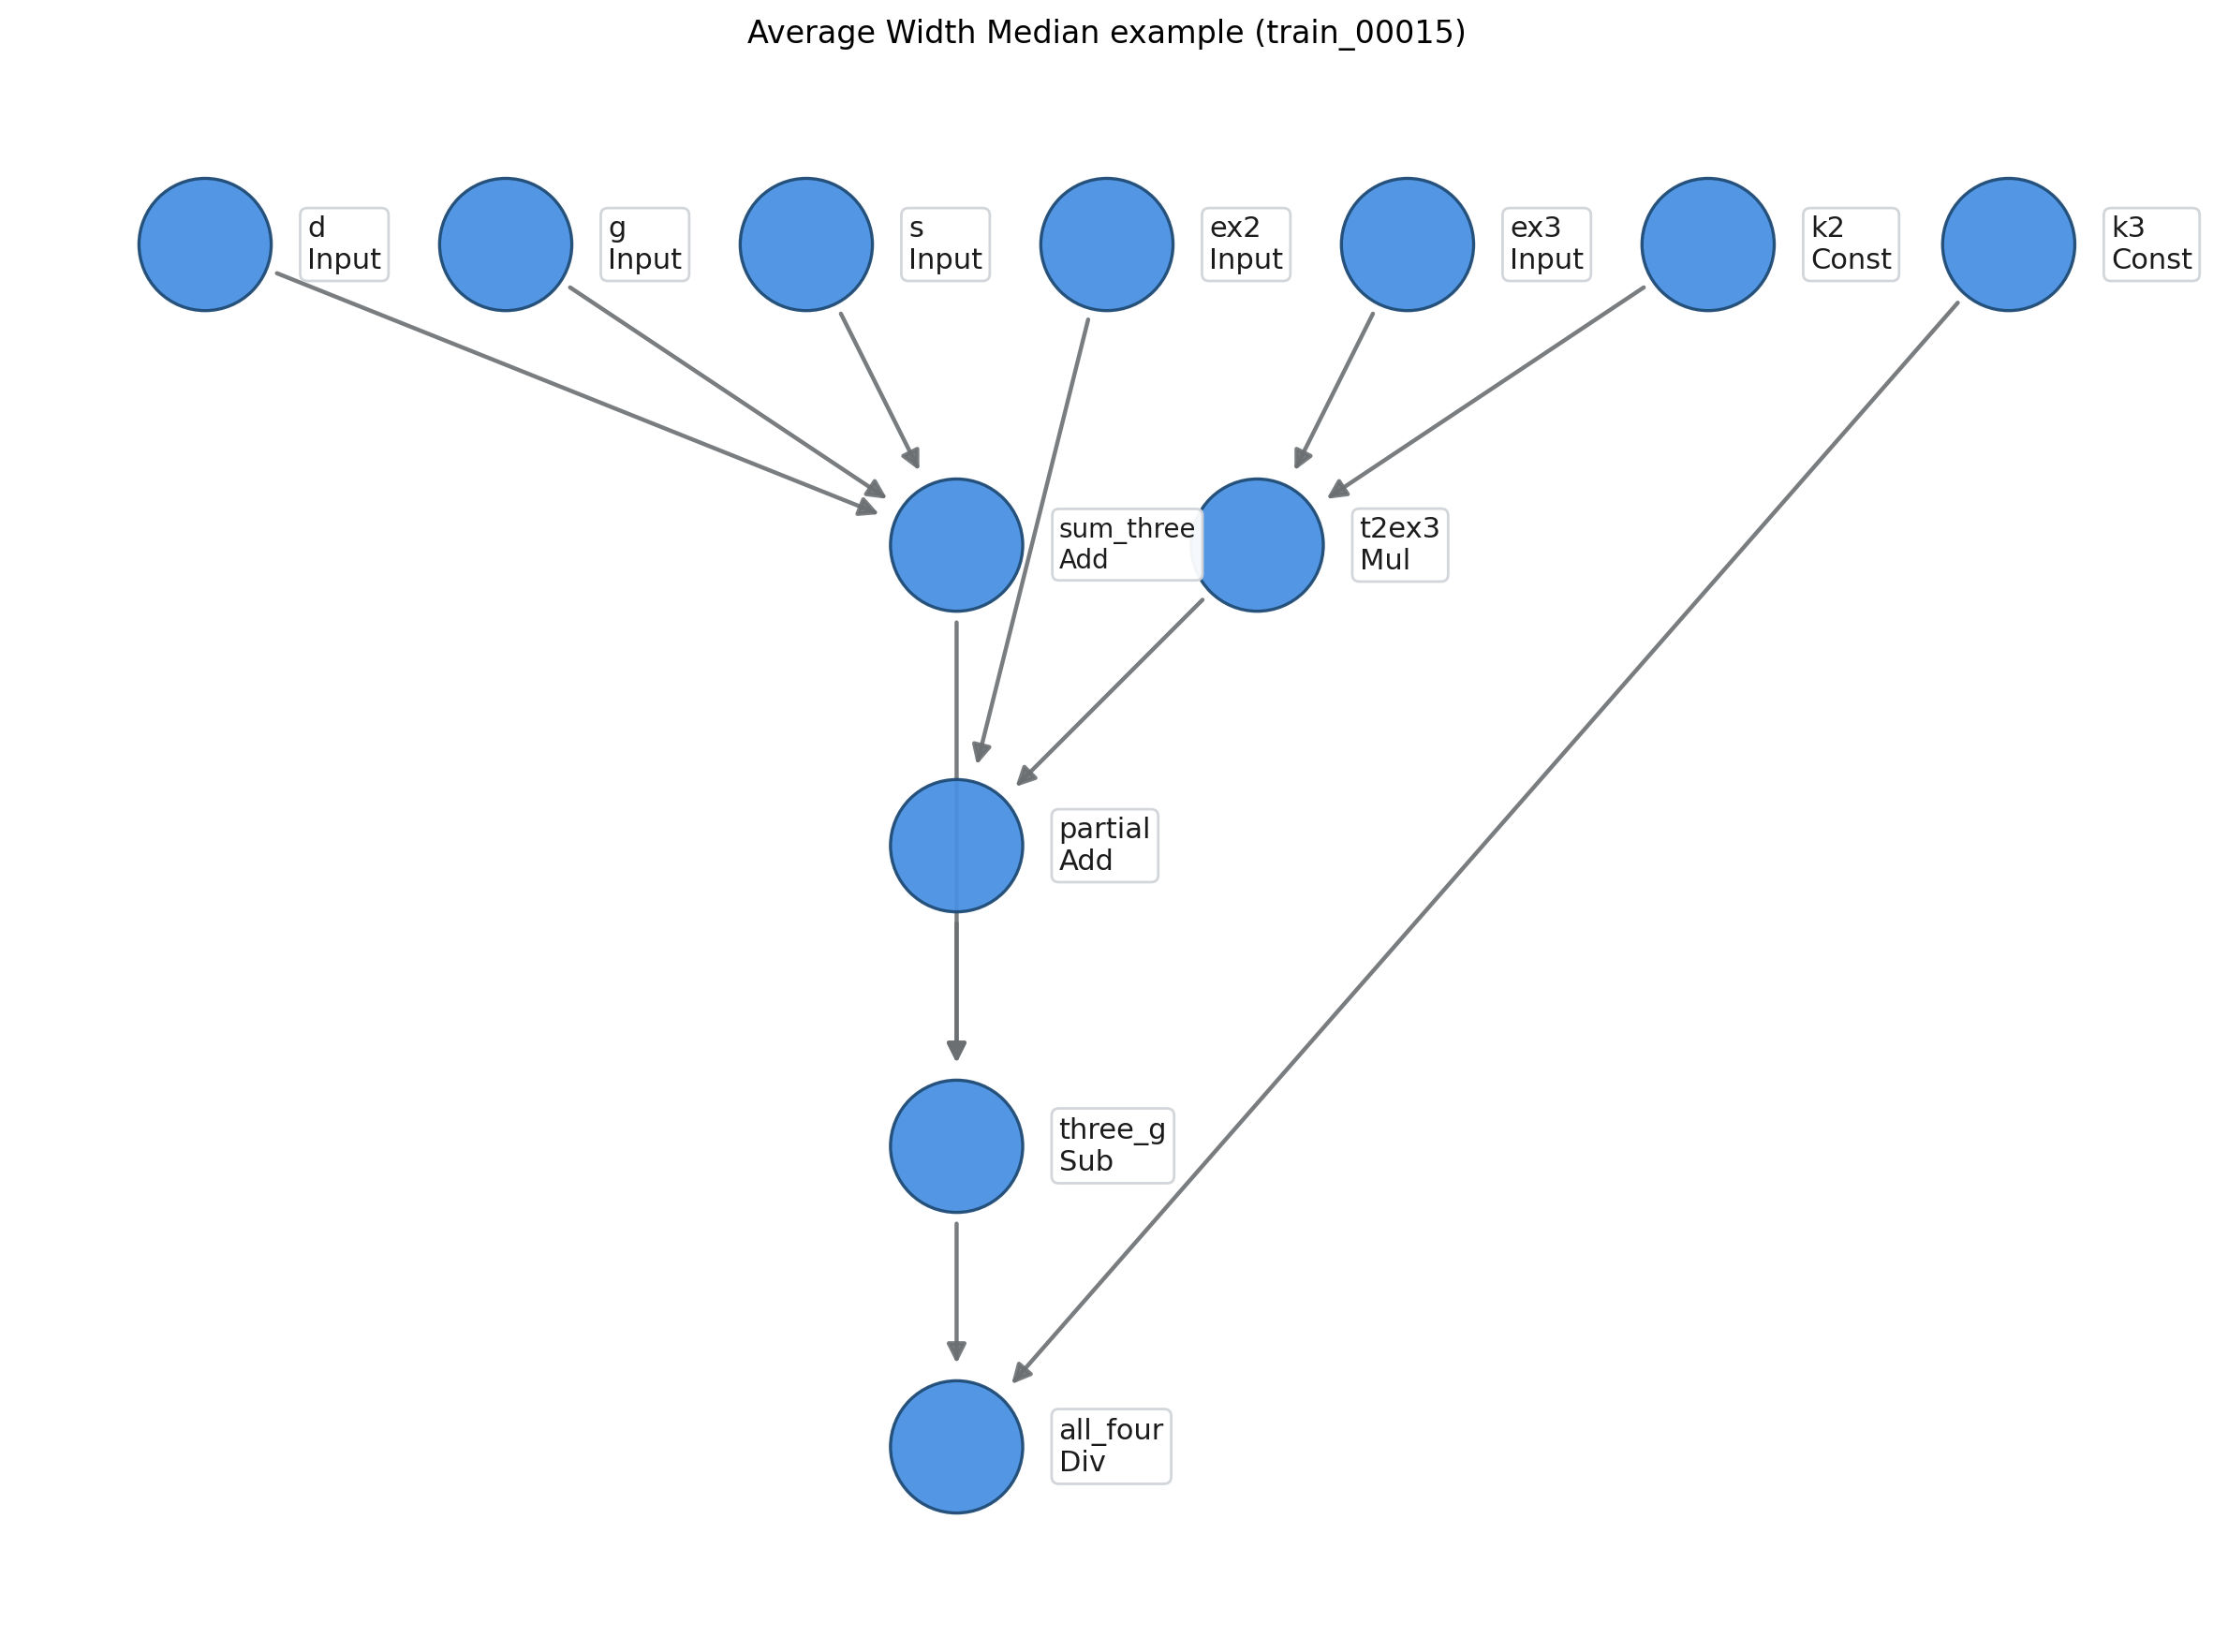 Average Width Median example (train_00015)
d
Input
g
Input
s
Input
ex2
Input
ex3
Input
k2
Const
k3
Const
sum_three
Add
t2ex3
Mul
partial
Add
three_g
Sub
all_four
Div